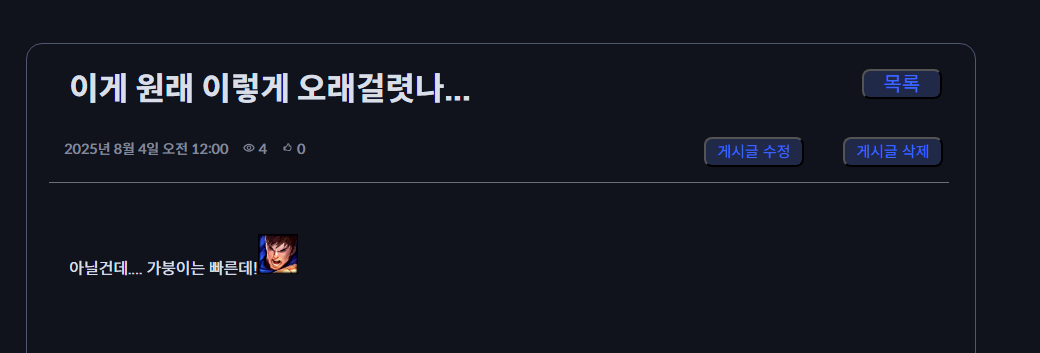 이게 원래 이렇게 오래걸렷나...
목록
2025년 8월 4일 오전 12:00 4 0
게시글 수정 게시글 삭제
아닐건데.... 가붕이는 빠른데!